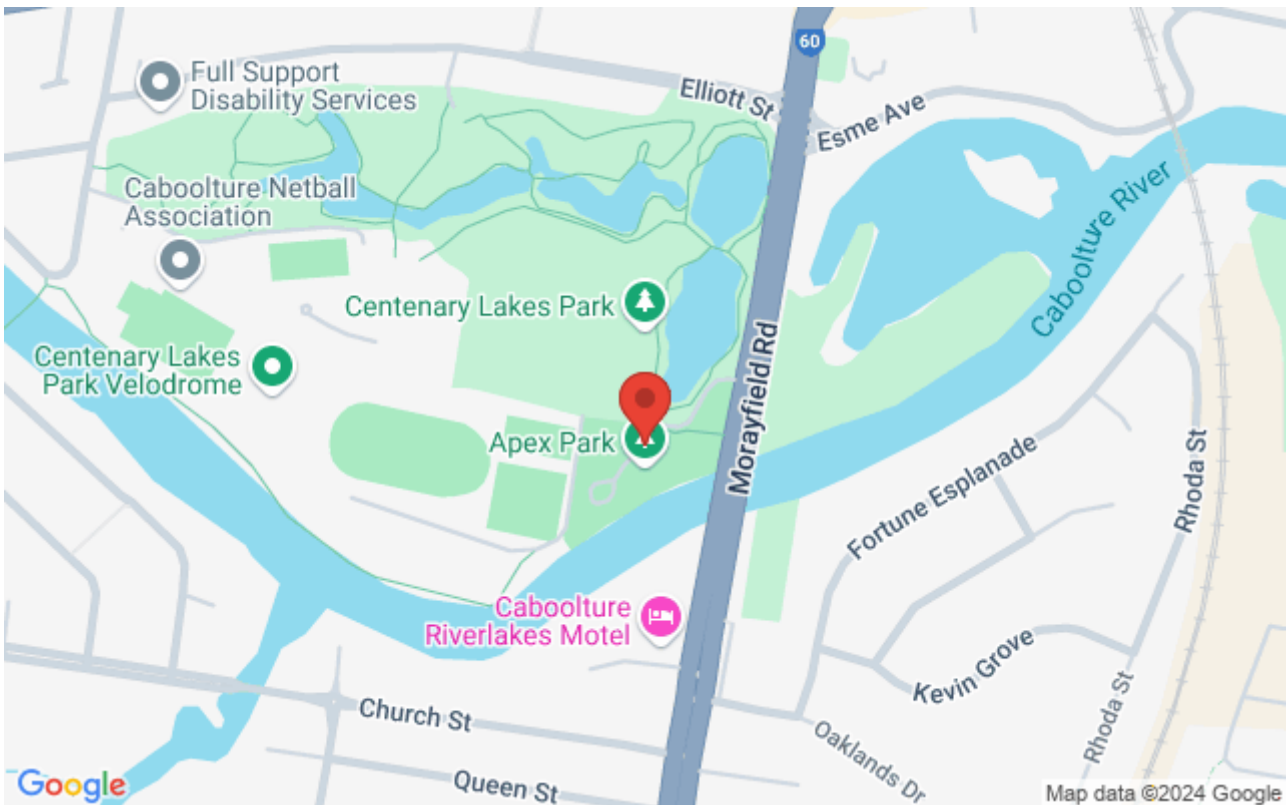 60
Full Support
Disability Services
Elliott St
Esme Ave
Caboolture Netball
Association
Caboolture River
Centenary Lakes Park
Centenary Lakes
Park Velodrome
Morayfield Rd
Apex Park
Fortune Esplanade
Rhoda St
Caboolture
Riverlakes Motel
Kevin Grove
Rhoda St
Church St
Oaklands Dr
Queen St
Google
Map data ©2024 Google